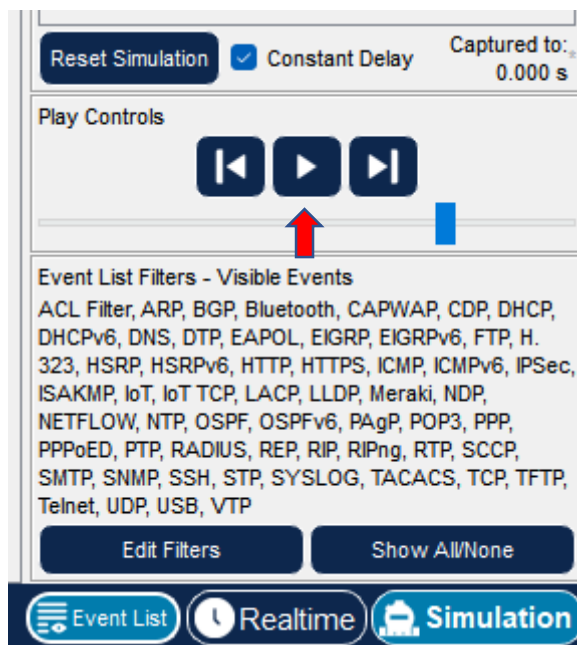 Reset Simulation Constant Delay Captured to:
0.000 s
Play Controls
Event List Filters - Visible Events
ACL Filter, ARP, BGP, Bluetooth, CAPWAP, CDP, DHCP,
DHCPv6, DNS, DTP, EAPOL, EIGRP, EIGRPv6, FTP, H.
323, HSRP, HSRPv6, HTTP, HTTPS, ICMP, ICMPv6, IPSec,
ISAKMP, IoT, IoT TCP, LACP, LLDP, Meraki, NDP,
NETFLOW, NTP, OSPF, OSPFv6, PAgP, POP3, PPP,
PPPoED, PTP, RADIUS, REP, RIP, RIPng, RTP, SCCP,
SMTP, SNMP, SSH, STP, SYSLOG, TACACS, TCP, TFTP,
Telnet, UDP, USB, VTP
Edit Filters Show All/None
Event List Realtime Simulation